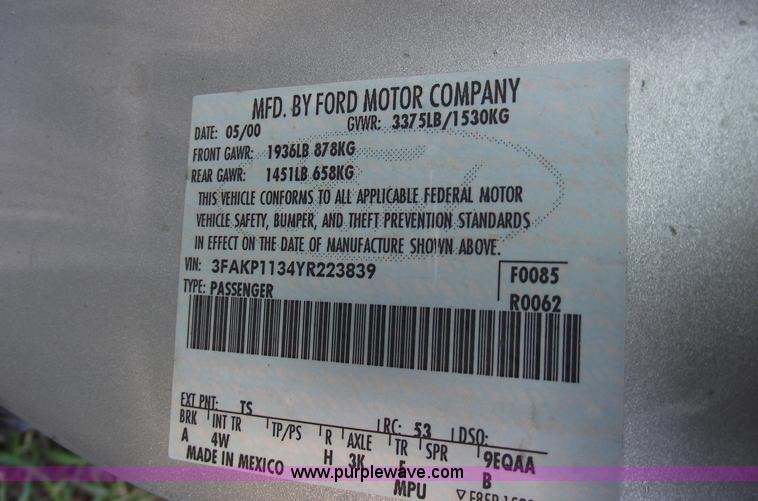 MFD. BY FORD MOTOR COMPANY
DATE: 05/00 GVWR: 3375LB/1530KG
FRONT GAWR: 1936LB 878KG
REAR GAWR: 1451LB 658KG
THIS VEHICLE CONFORMS TO ALL APPLICABLE FEDERAL MOTOR
VEHICLE SAFETY, BUMPER, AND THEFT PREVENTION STANDARDS
IN EFFECT ON THE DATE OF MANUFACTURE SHOWN ABOVE.
VIN: 3FAKP1134YR223839 F0085
TYPE: PASSENGER R0062
EXT PNT: TS RC: 53 DSO:
BRK INT TR TP/PS R AXLE TR SPR 9EQAA
A 4W H 3K B
MADE IN MEXICO MPU
www.purplewave.com